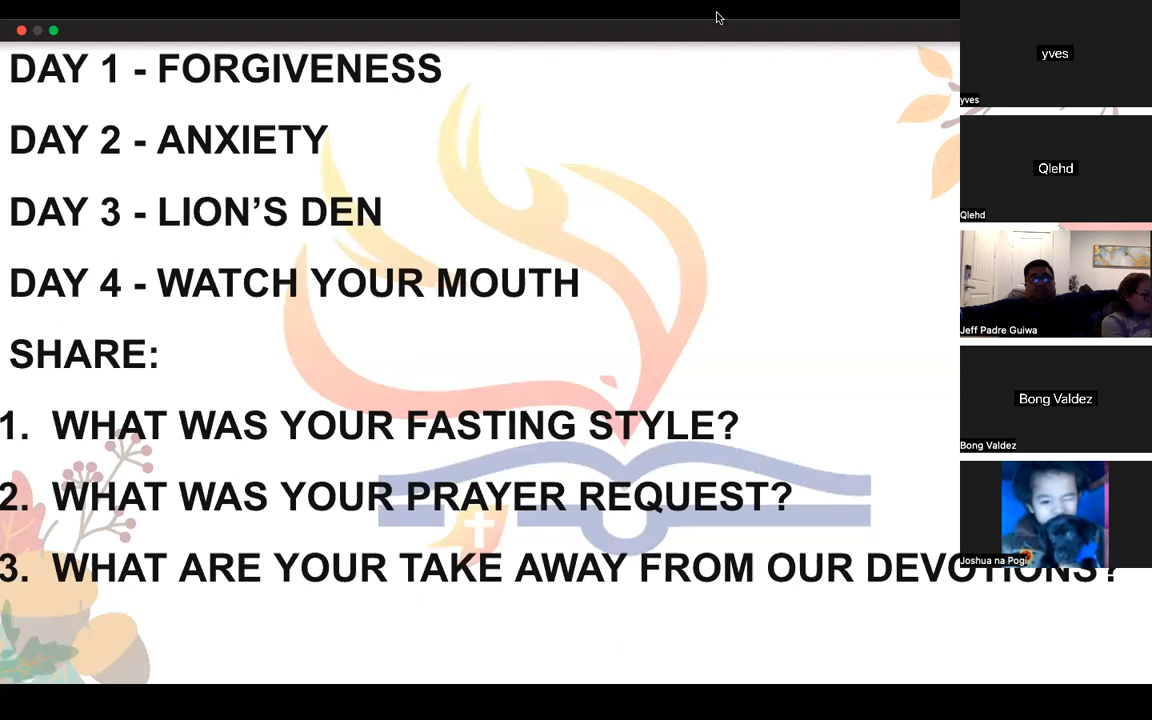 DAY 1 - FORGIVENESS
DAY 2 - ANXIETY
DAY 3 - LION’S DEN
DAY 4 - WATCH YOUR MOUTH
SHARE:
1. WHAT WAS YOUR FASTING STYLE?
2. WHAT WAS YOUR PRAYER REQUEST?
3. WHAT ARE YOUR TAKE AWAY FROM OUR DEVOTIONS?
yves
yves
Qlehd
Qlehd
Jeff Padre Guiwa
Bong Valdez
Bong Valdez
Joshua na Pogi